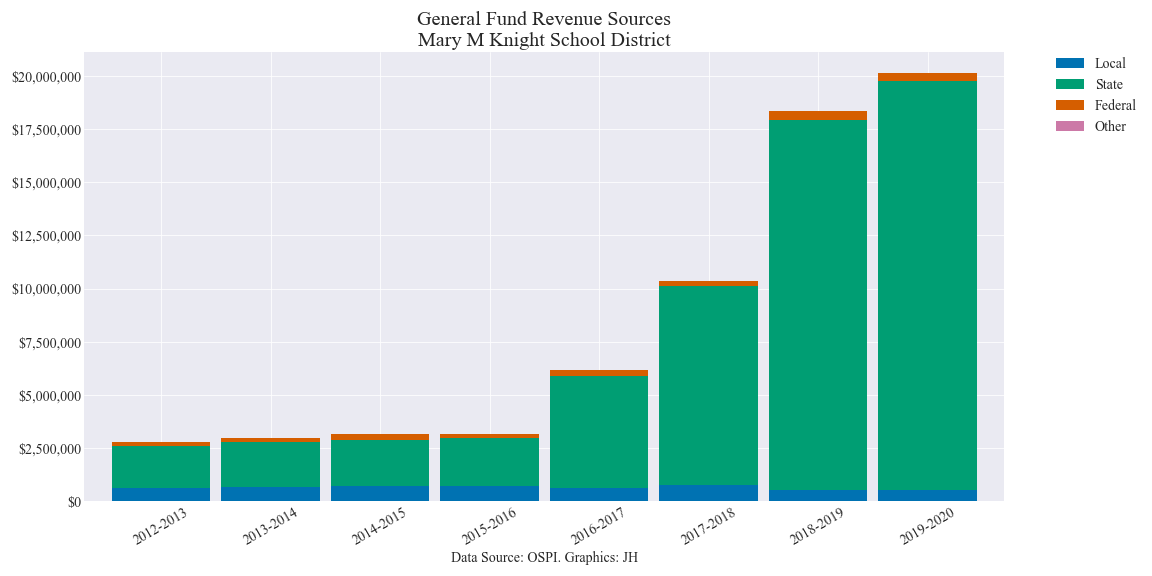 General Fund Revenue Sources
Mary M Knight School District
$20,000,000
$17,500,000
$15,000,000
$12,500,000
$10,000,000
$7,500,000
$5,000,000
$2,500,000
$0
Local
State
Federal
Other
2012-2013
2013-2014
2014-2015
2015-2016
2016-2017
2017-2018
2018-2019
2019-2020
Data Source: OSPI. Graphics: JH